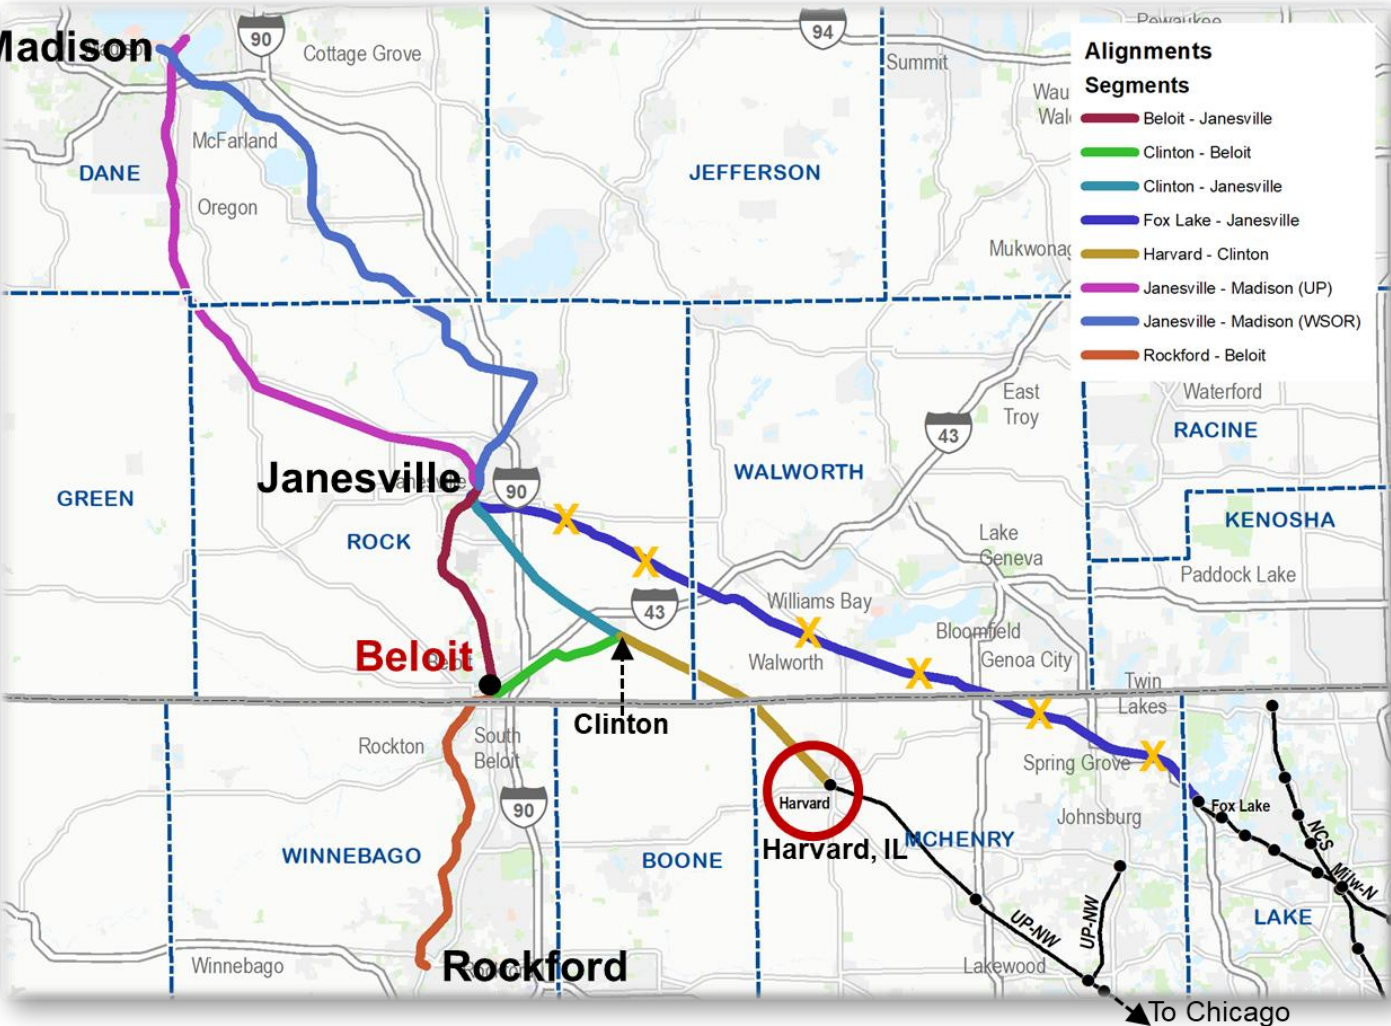 Madison
90
Cottage Grove
94
Summit
Pewaukee
Wau
Wal
Alignments
Segments
Beloit - Janesville
Clinton - Beloit
Clinton - Janesville
Fox Lake - Janesville
Harvard - Clinton
Janesville - Madison (UP)
Janesville - Madison (WSOR)
Rockford - Beloit
McFarland
DANE
JEFFERSON
Oregon
Mukwonag
East
Troy
Waterford
RACINE
43
WALWORTH
Janesville
90
GREEN
ROCK
KENOSHA
Lake
Geneva
Paddock Lake
X
X
43
Williams Bay
X
Bloomfield
Beloit
Walworth
Genoa City
X
Twin
Lakes
Clinton
X
Rockton
South
Beloit
Spring Grove
X
Harvard
Fox Lake
90
Johnsburg
NCS
Harvard, IL
MCHENRY
WINNEBAGO
BOONE
Milw-N
UP-NW
UP-NW
LAKE
Winnebago
Rockford
Lakewood
To Chicago